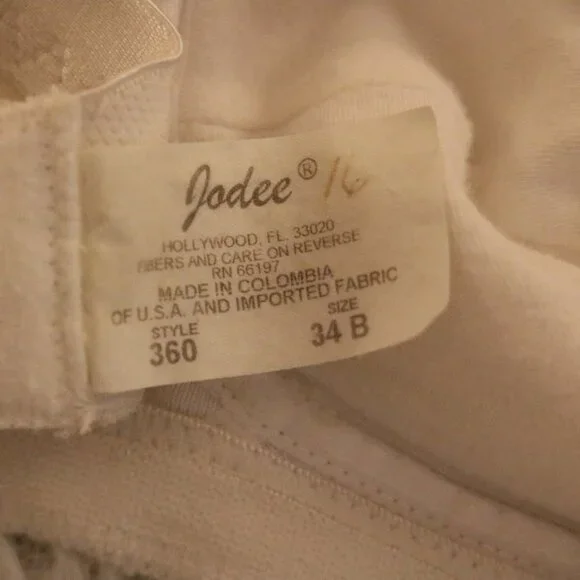 Jodee® 16
HOLLYWOOD, FL. 33020
FIBERS AND CARE ON REVERSE
RN 66197
MADE IN COLOMBIA
OF U.S.A. AND IMPORTED FABRIC
STYLE SIZE
360 34 B